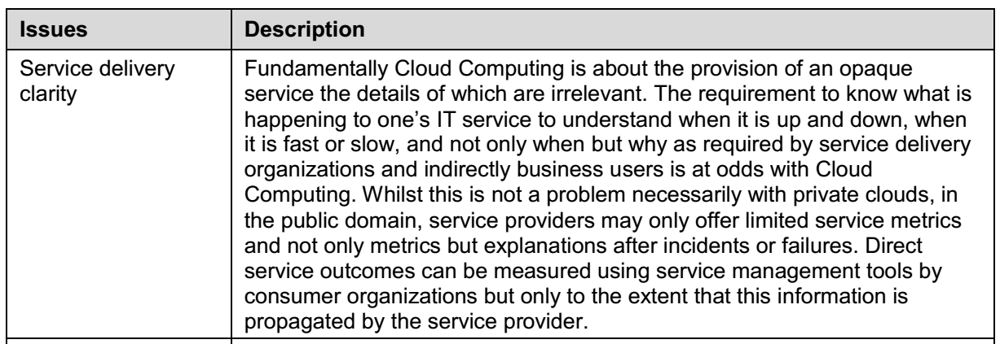 Issues Description
Service delivery Fundamentally Cloud Computing is about the provision of an opaque
clarity service the details of which are irrelevant. The requirement to know what is
happening to one's IT service to understand when it is up and down, when
it is fast or slow, and not only when but why as required by service delivery
organizations and indirectly business users is at odds with Cloud
Computing. Whilst this is not a problem necessarily with private clouds, in
the public domain, service providers may only offer limited service metrics
and not only metrics but explanations after incidents or failures. Direct
service outcomes can be measured using service management tools by
consumer organizations but only to the extent that this information is
propagated by the service provider.